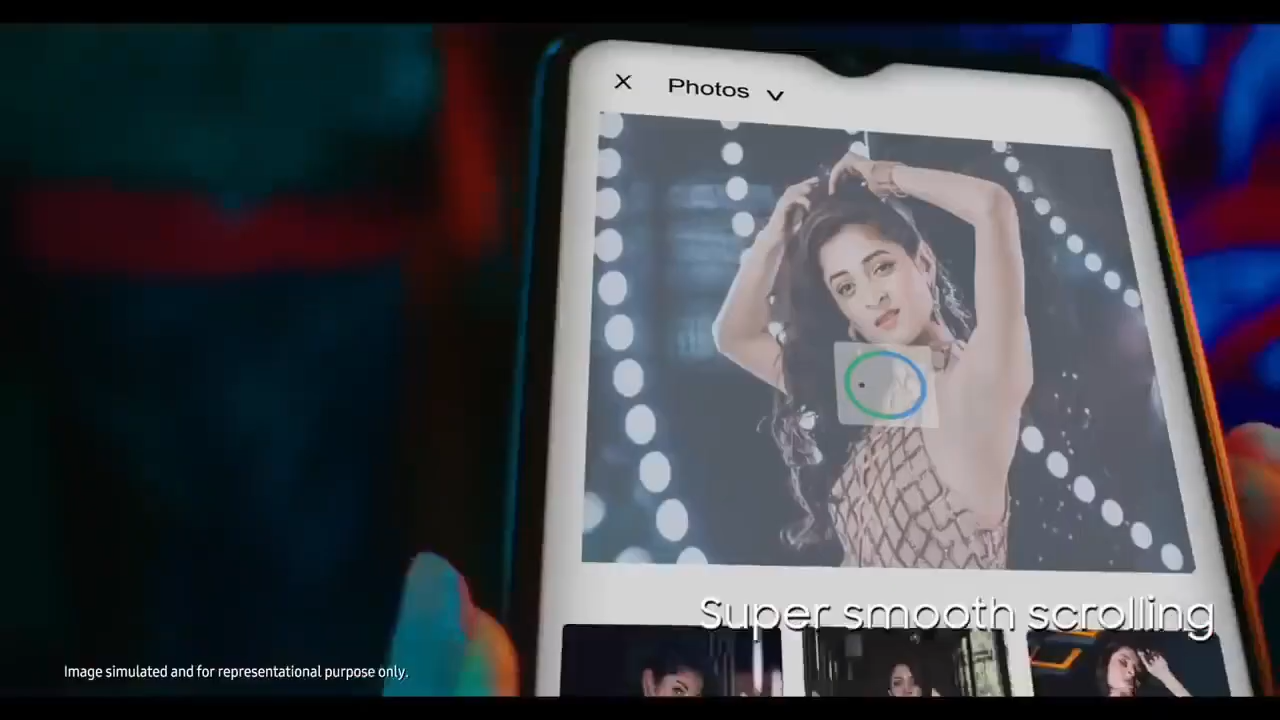 X Photos
Super smooth scrolling
Image simulated and for representational purpose only.